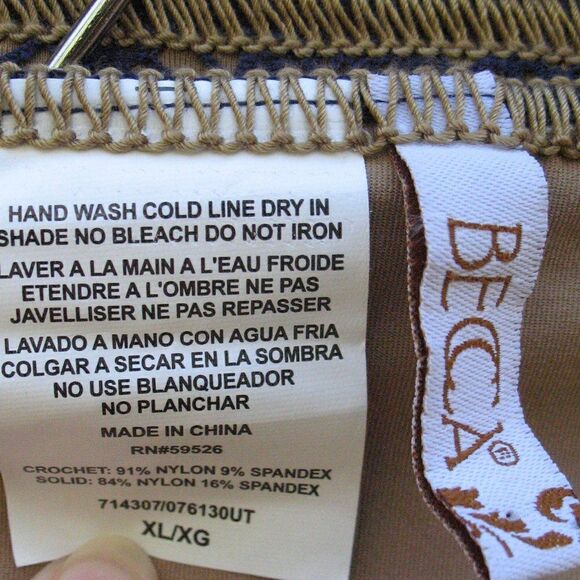 HAND WASH COLD LINE DRY IN
SHADE NO BLEACH DO NOT IRON
LAVER A LA MAIN A L'EAU FROIDE
ETENDRE A L'OMBRE NE PAS
JAVELLISER NE PAS REPASSER
LAVADO A MANO CON AGUA FRIA
COLGAR A SECAR EN LA SOMBRA
NO USE BLANQUEADOR
NO PLANCHAR
MADE IN CHINA
RN#59526
CROCHET: 91% NYLON 9% SPANDEX
SOLID: 84% NYLON 16% SPANDEX
714307/076130UT
XL/XG
BECCA®